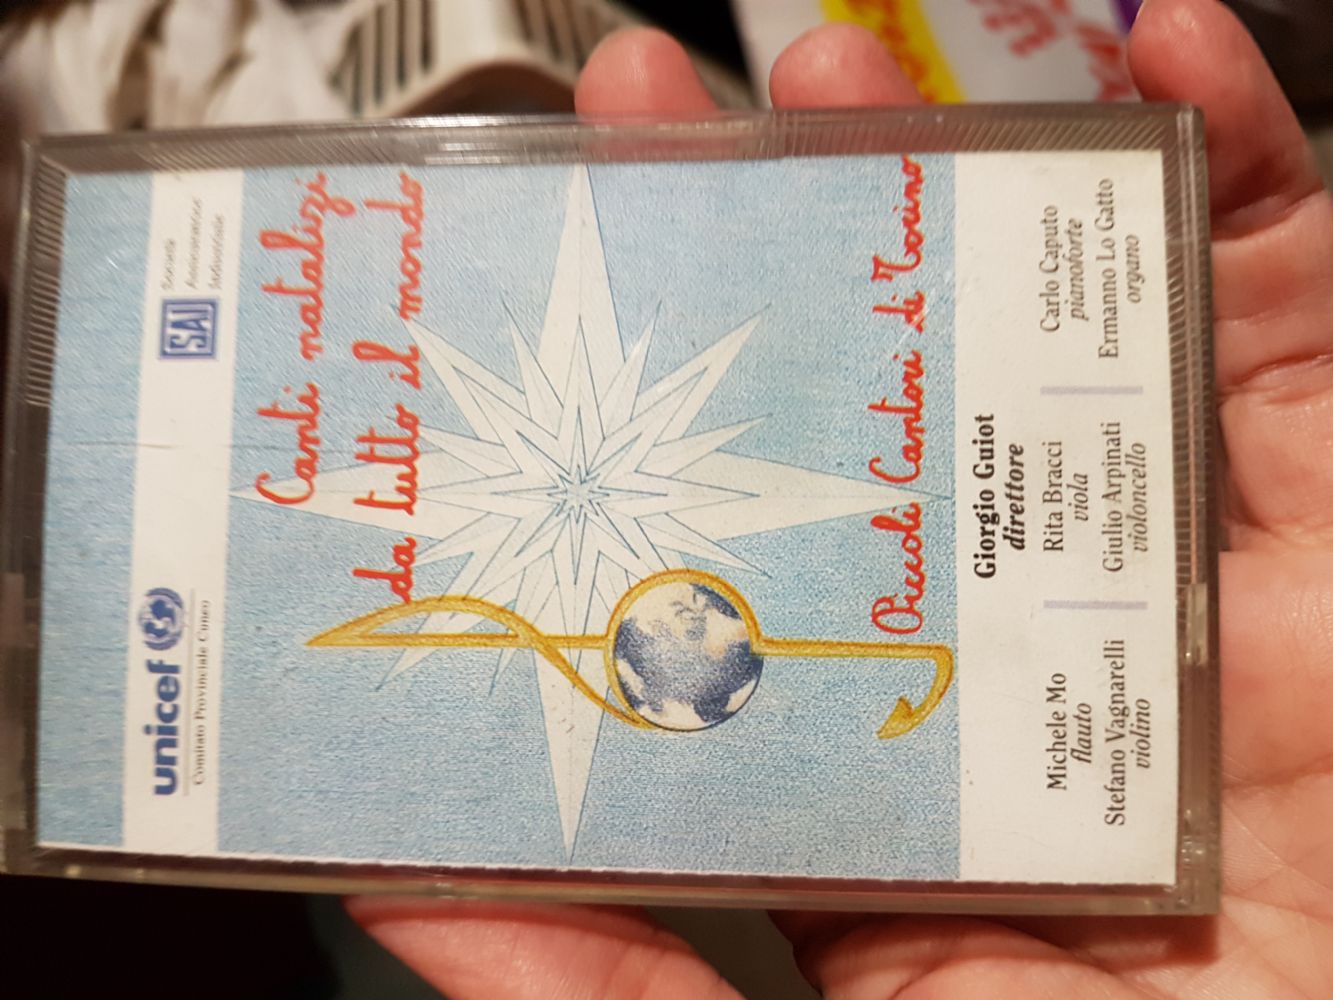 unicef
Comitato Provinciale Cuneo
SAI
Società
Assicuratrice
Industriale
Canti natalizi
da tutto il mondo
Piccoli Cantori di Torino
Giorgio Guiot
direttore
Michele Mo
flauto
Rita Bracci
viola
Carlo Caputo
pianoforte
Stefano Vagnarelli
violino
Giulio Arpinati
violoncello
Ermanno Lo Gatto
organo